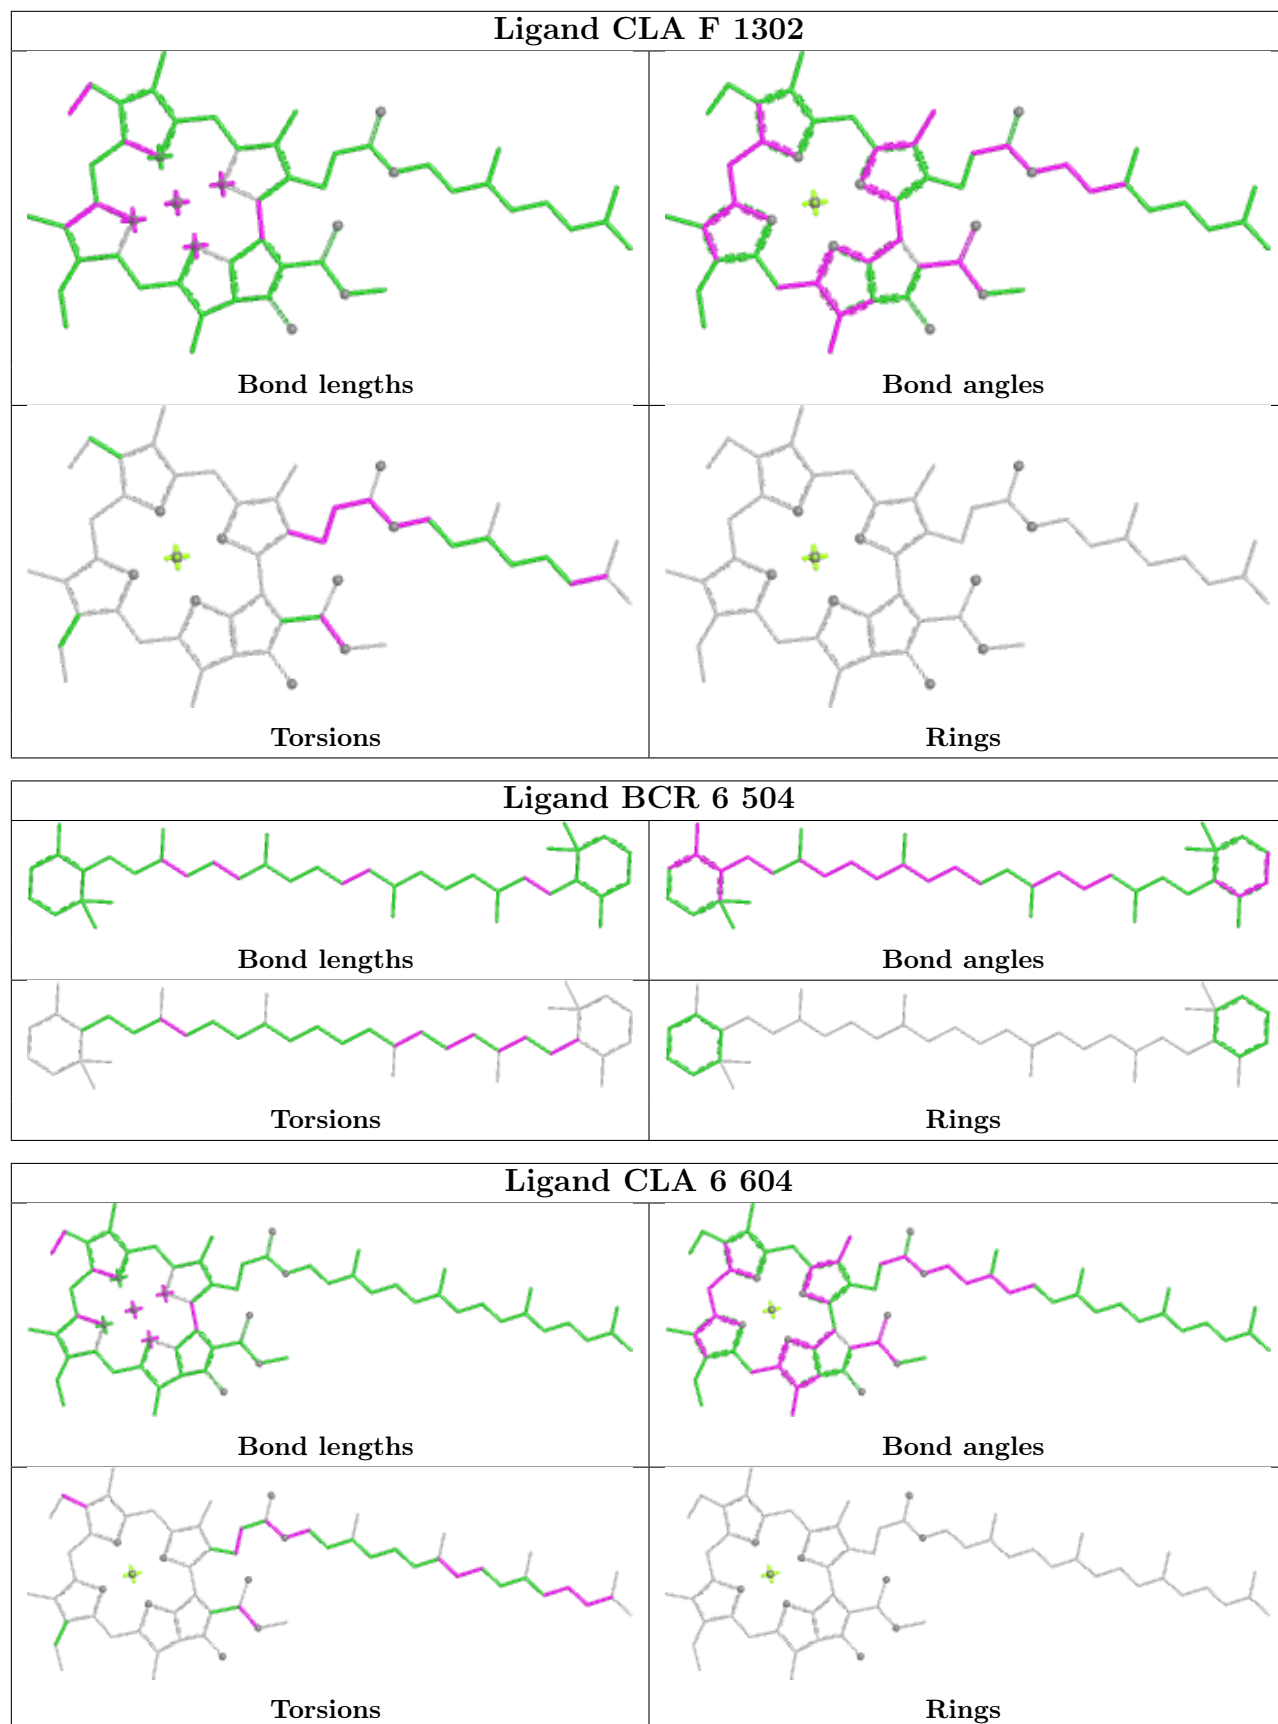 Ligand CLA F 1302
Bond lengths
Bond angles
Torsions
Rings
Ligand BCR 6 504
Bond lengths
Bond angles
Torsions
Rings
Ligand CLA 6 604
Bond lengths
Bond angles
Torsions
Rings